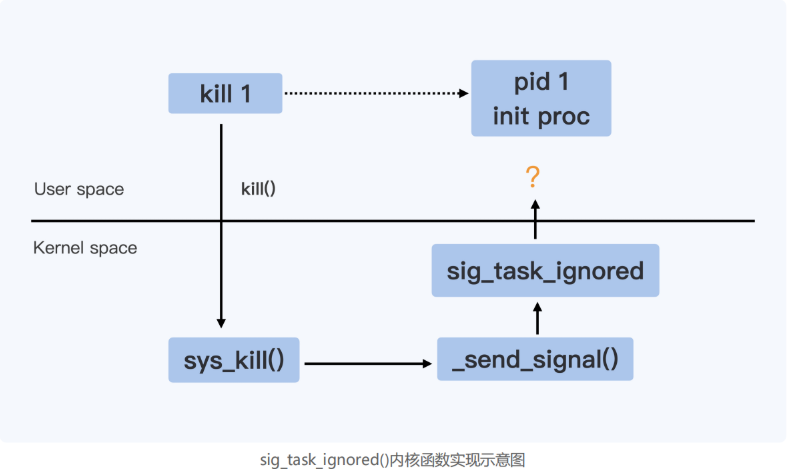 kill 1
pid 1
init proc
?
User space
kill()
Kernel space
sig_task_ignored
sys_kill()
_send_signal()
sig_task_ignored()内核函数实现示意图